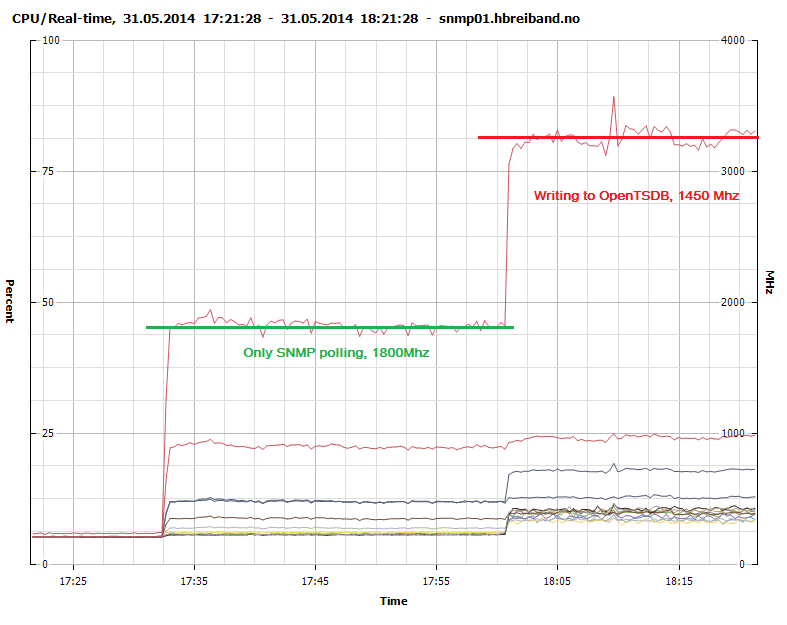 CPU/Real-time, 31.05.2014 17:21:28 - 31.05.2014 18:21:28 - snmp01.hbreiband.no
100
4000
75
3000
Writing to OpenTSDB, 1450 Mhz
Percent
50
2000
MHz
Only SNMP polling, 1800Mhz
25
1000
0
0
17:25 17:35 17:45 17:55 18:05 18:15
Time